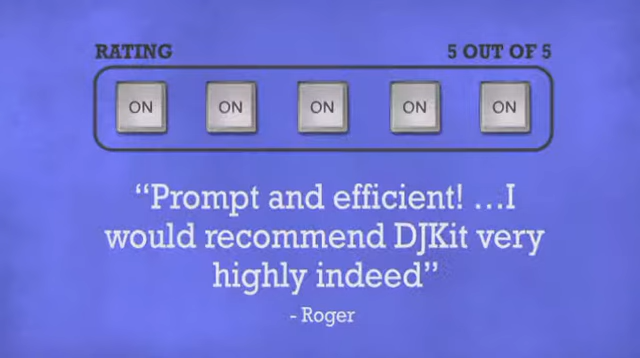 RATING 5 OUT OF 5
ON ON ON ON ON
“Prompt and efficient! ...I
would recommend DJKit very
highly indeed”
- Roger